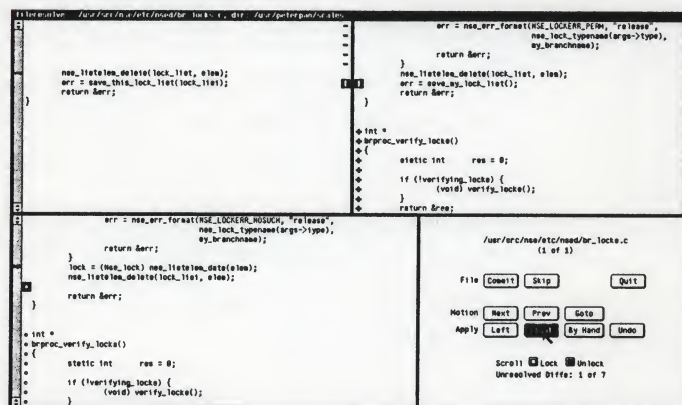 fileresolve /usr/src/nse/etc/nsed/br_locks.c, dir: /usr/peterpan/scales
nse_listelem_delete(lock_list, elem);
err = save_this_lock_list(lock_list);
return &err;
}
err = nse_err_format(NSE_LOCKERR_PERM, "release",
nse_lock_typename(args->type),
my_branchname);
return &err;
}
nse_listelem_delete(lock_list, elem);
err = save_my_lock_list();
return &err;
}
int *
brproc_verify_locks()
{
static int res = 0;
if (!verifying_locks) {
(void) verify_locks();
}
return &res;
err = nse_err_format(NSE_LOCKERR_NOSUCH, "release",
nse_lock_typename(args->type),
my_branchname);
return &err;
}
lock = (Nse_lock) nse_listelem_data(elem);
nse_listelem_delete(lock_list, elem);
return &err;
}
int *
brproc_verify_locks()
{
static int res = 0;
if (!verifying_locks) {
(void) verify_locks();
}
/usr/src/nse/etc/nsed/br_locks.c
(1 of 1)
File Commit Skip Quit
Motion Next Prev Goto
Apply Left Right By Hand Undo
Scroll Lock Unlock
Unresolved Diffs: 1 of 7